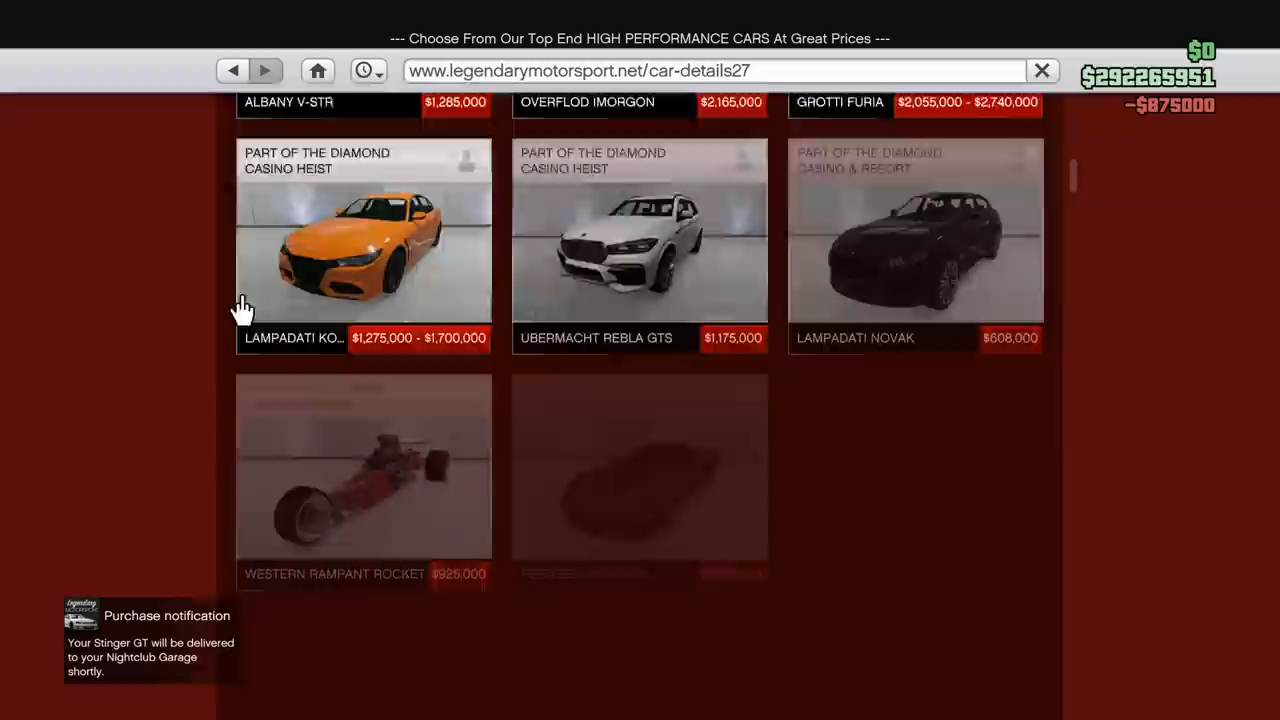 --- Choose From Our Top End HIGH PERFORMANCE CARS At Great Prices ---
www.legendarymotorsport.net/car-details27
$0
$292265951
-$875000
ALBANY V-STR $1,285,000
OVERFLOD IMORGON $2,165,000
GROTTI FURIA $2,055,000 - $2,740,000
PART OF THE DIAMOND
CASINO HEIST
LAMPADATI KO... $1,275,000 - $1,700,000
PART OF THE DIAMOND
CASINO HEIST
UBERMACHT REBLA GTS $1,175,000
PART OF THE DIAMOND
CASINO & RESORT
LAMPADATI NOVAK $608,000
WESTERN RAMPANT ROCKET $925,000
Legendary
MOTORSPORT
Purchase notification
Your Stinger GT will be delivered
to your Nightclub Garage
shortly.